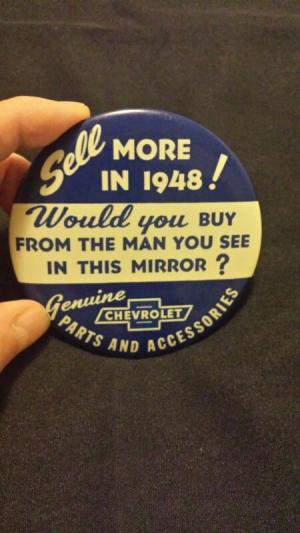 Sell MORE
IN 1948!
Would you BUY
FROM THE MAN YOU SEE
IN THIS MIRROR ?
Genuine
CHEVROLET
PARTS AND ACCESSORIES